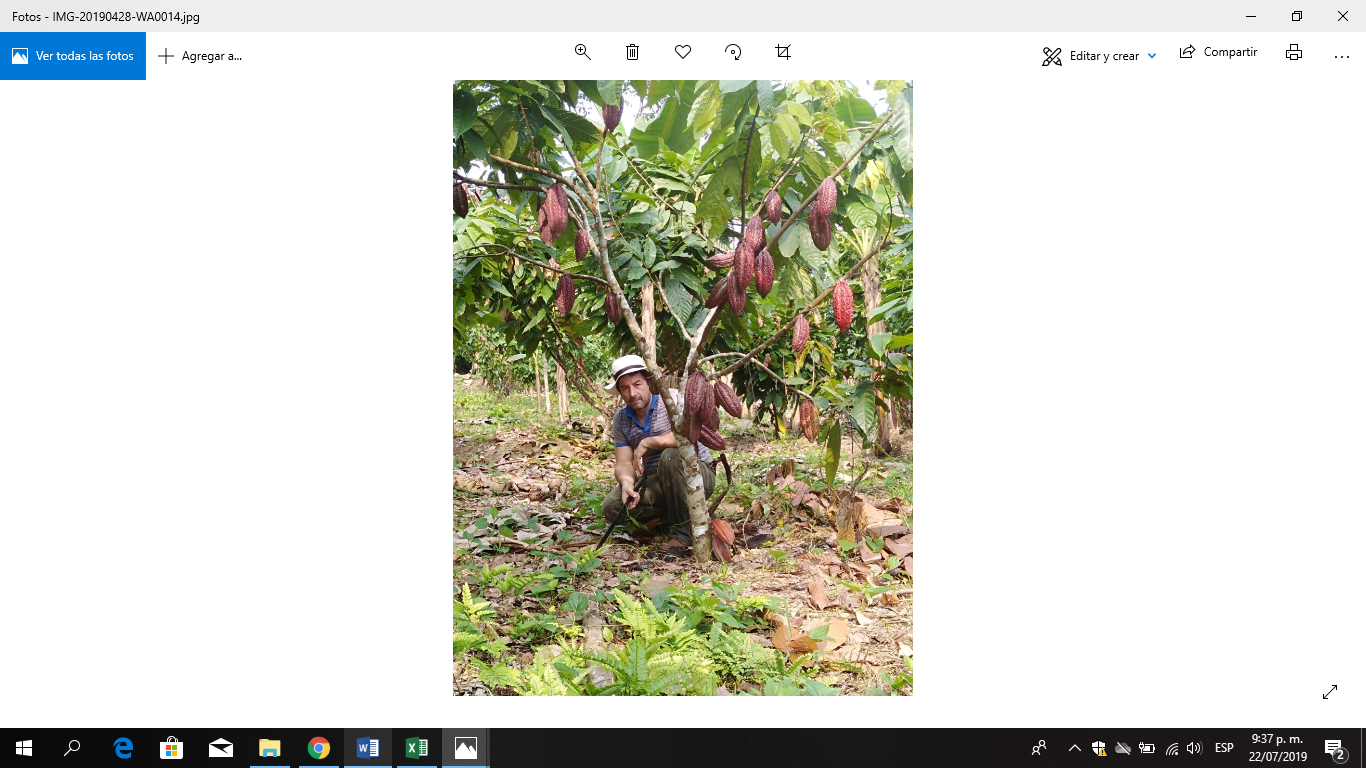 Fotos - IMG-20190428-WA0014.jpg
Ver todas las fotos
Agregar a...
Editar y crear
Compartir
ESP
9:37 p. m.
22/07/2019
2